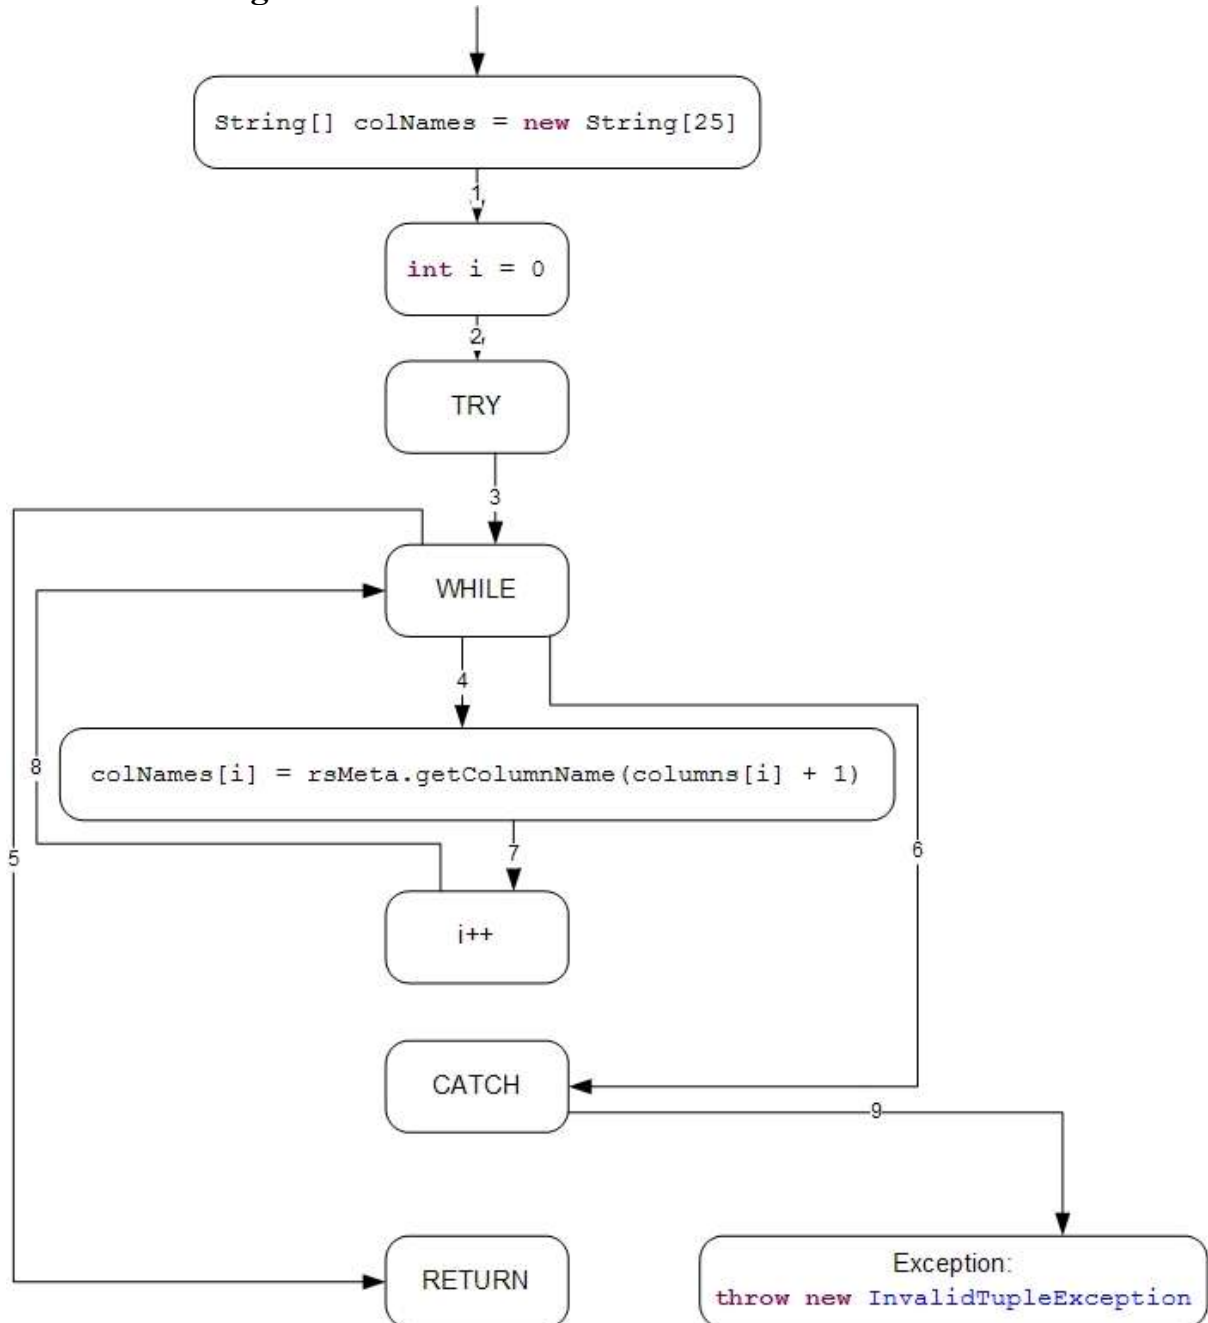 String[] colNames = new String[25]
1
int i = 0
2
TRY
3
WHILE
4
8
colNames[i] = rsMeta.getColumnName(columns[i] + 1)
5
7
6
i++
CATCH
9
RETURN
Exception:
throw new InvalidTupleException